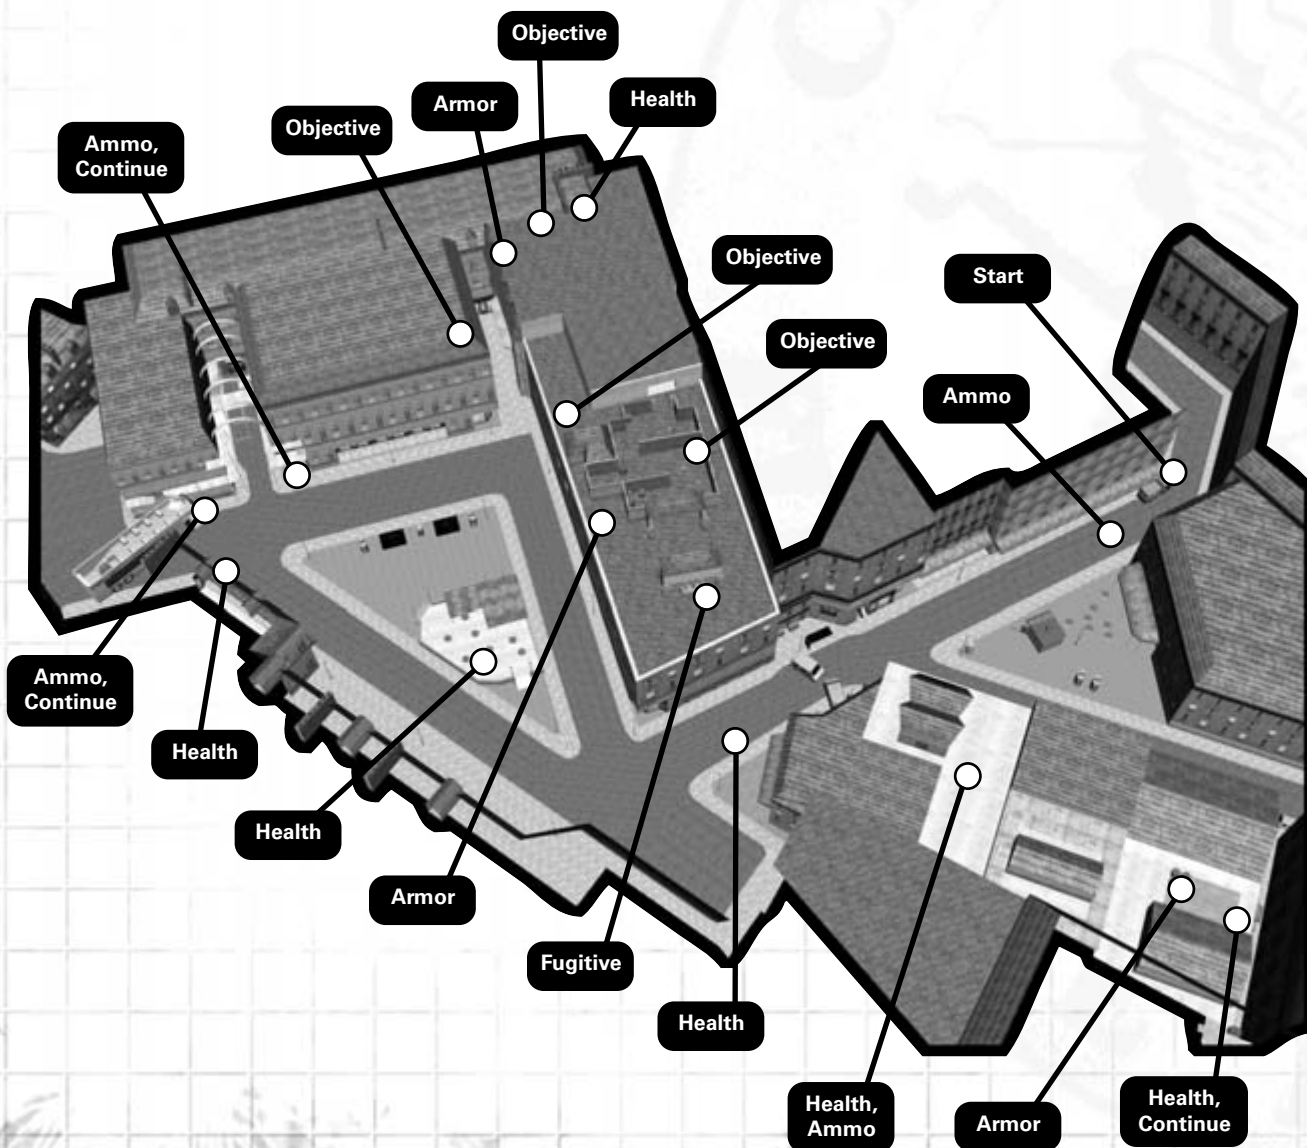 Objective
Armor
Health
Objective
Ammo,
Continue
Objective
Start
Objective
Ammo
Ammo,
Continue
Health
Health
Armor
Fugitive
Health
Health,
Ammo
Armor
Health,
Continue